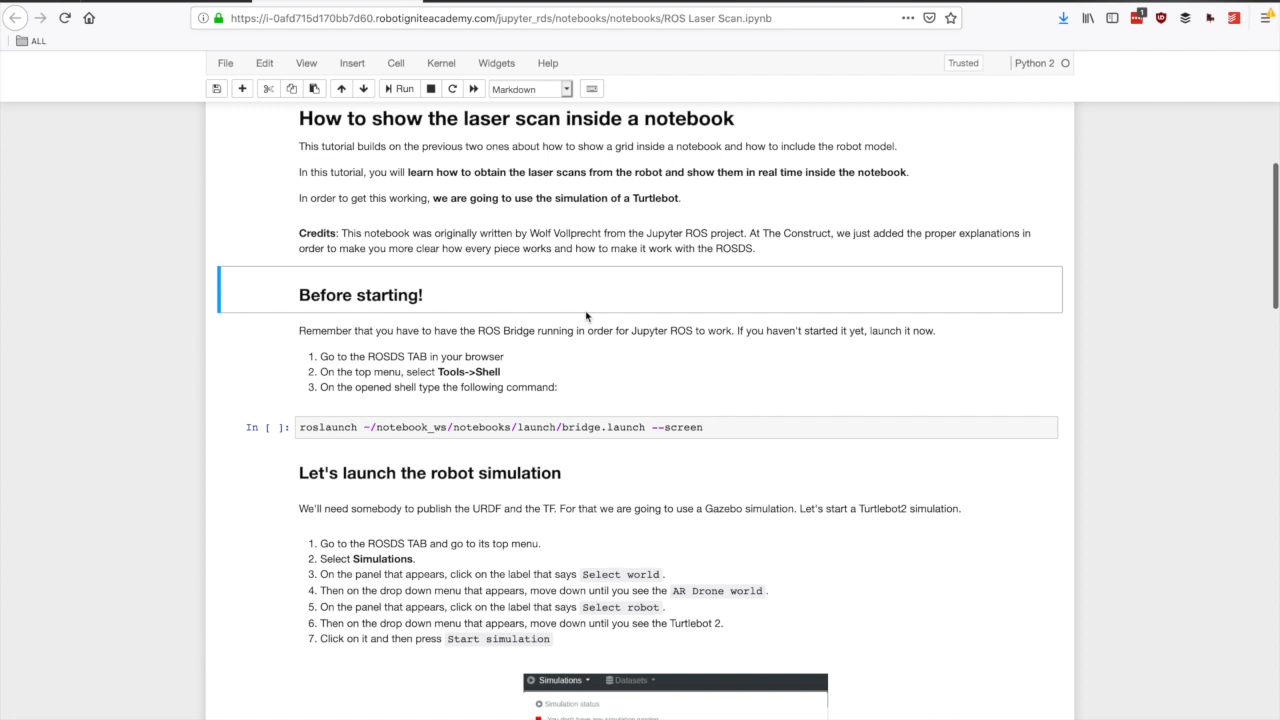 https://i-0afd715d170bb7d60.robotigniteacademy.com/jupyter_rds/notebooks/notebooks/ROS Laser Scan.ipynb
1
ALL
File Edit View Insert Cell Kernel Widgets Help Trusted Python 2
Run Markdown
How to show the laser scan inside a notebook
This tutorial builds on the previous two ones about how to show a grid inside a notebook and how to include the robot model.
In this tutorial, you will learn how to obtain the laser scans from the robot and show them in real time inside the notebook.
In order to get this working, we are going to use the simulation of a Turtlebot.
Credits: This notebook was originally written by Wolf Vollprecht from the Jupyter ROS project. At The Construct, we just added the proper explanations in
order to make you more clear how every piece works and how to make it work with the ROSDS.
Before starting!
Remember that you have to have the ROS Bridge running in order for Jupyter ROS to work. If you haven't started it yet, launch it now.
1. Go to the ROSDS TAB in your browser
2. On the top menu, select Tools->Shell
3. On the opened shell type the following command:
In [ ]: roslaunch ~/notebook_ws/notebooks/launch/bridge.launch --screen
Let's launch the robot simulation
We'll need somebody to publish the URDF and the TF. For that we are going to use a Gazebo simulation. Let's start a Turtlebot2 simulation.
1. Go to the ROSDS TAB and go to its top menu.
2. Select Simulations.
3. On the panel that appears, click on the label that says Select world.
4. Then on the drop down menu that appears, move down until you see the AR Drone world.
5. On the panel that appears, click on the label that says Select robot.
6. Then on the drop down menu that appears, move down until you see the Turtlebot 2.
7. Click on it and then press Start simulation
Simulations Datasets
Simulation status
You don't have any simulation running